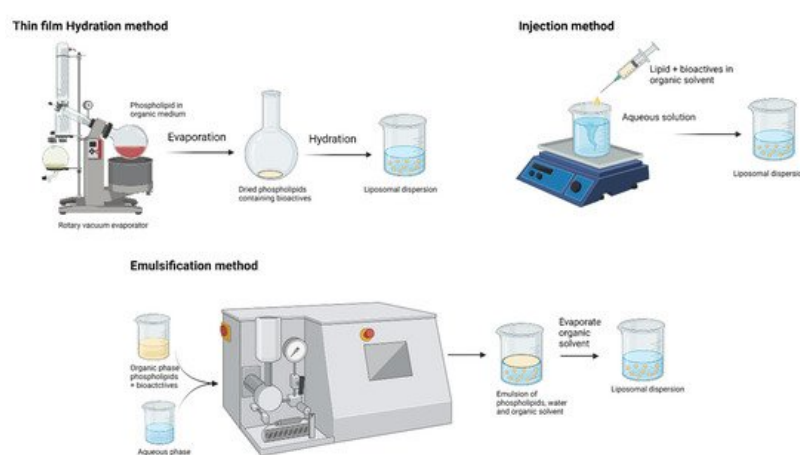 Thin film Hydration method
Phospholipid in
organic medium
Evaporation
Hydration
Dried phospholipids
containing bioactives
Liposomal dispersion
Rotary vacuum evaporator
Injection method
Lipid + bioactives in
organic solvent
Aqueous solution
Liposomal dispersion
Emulsification method
Organic phase
phospholipids
+ bioactctives
Aqueous phase
Emulsion of
phospholipids, water
and organic solvent
Evaporate
organic
solvent
Liposomal dispersion